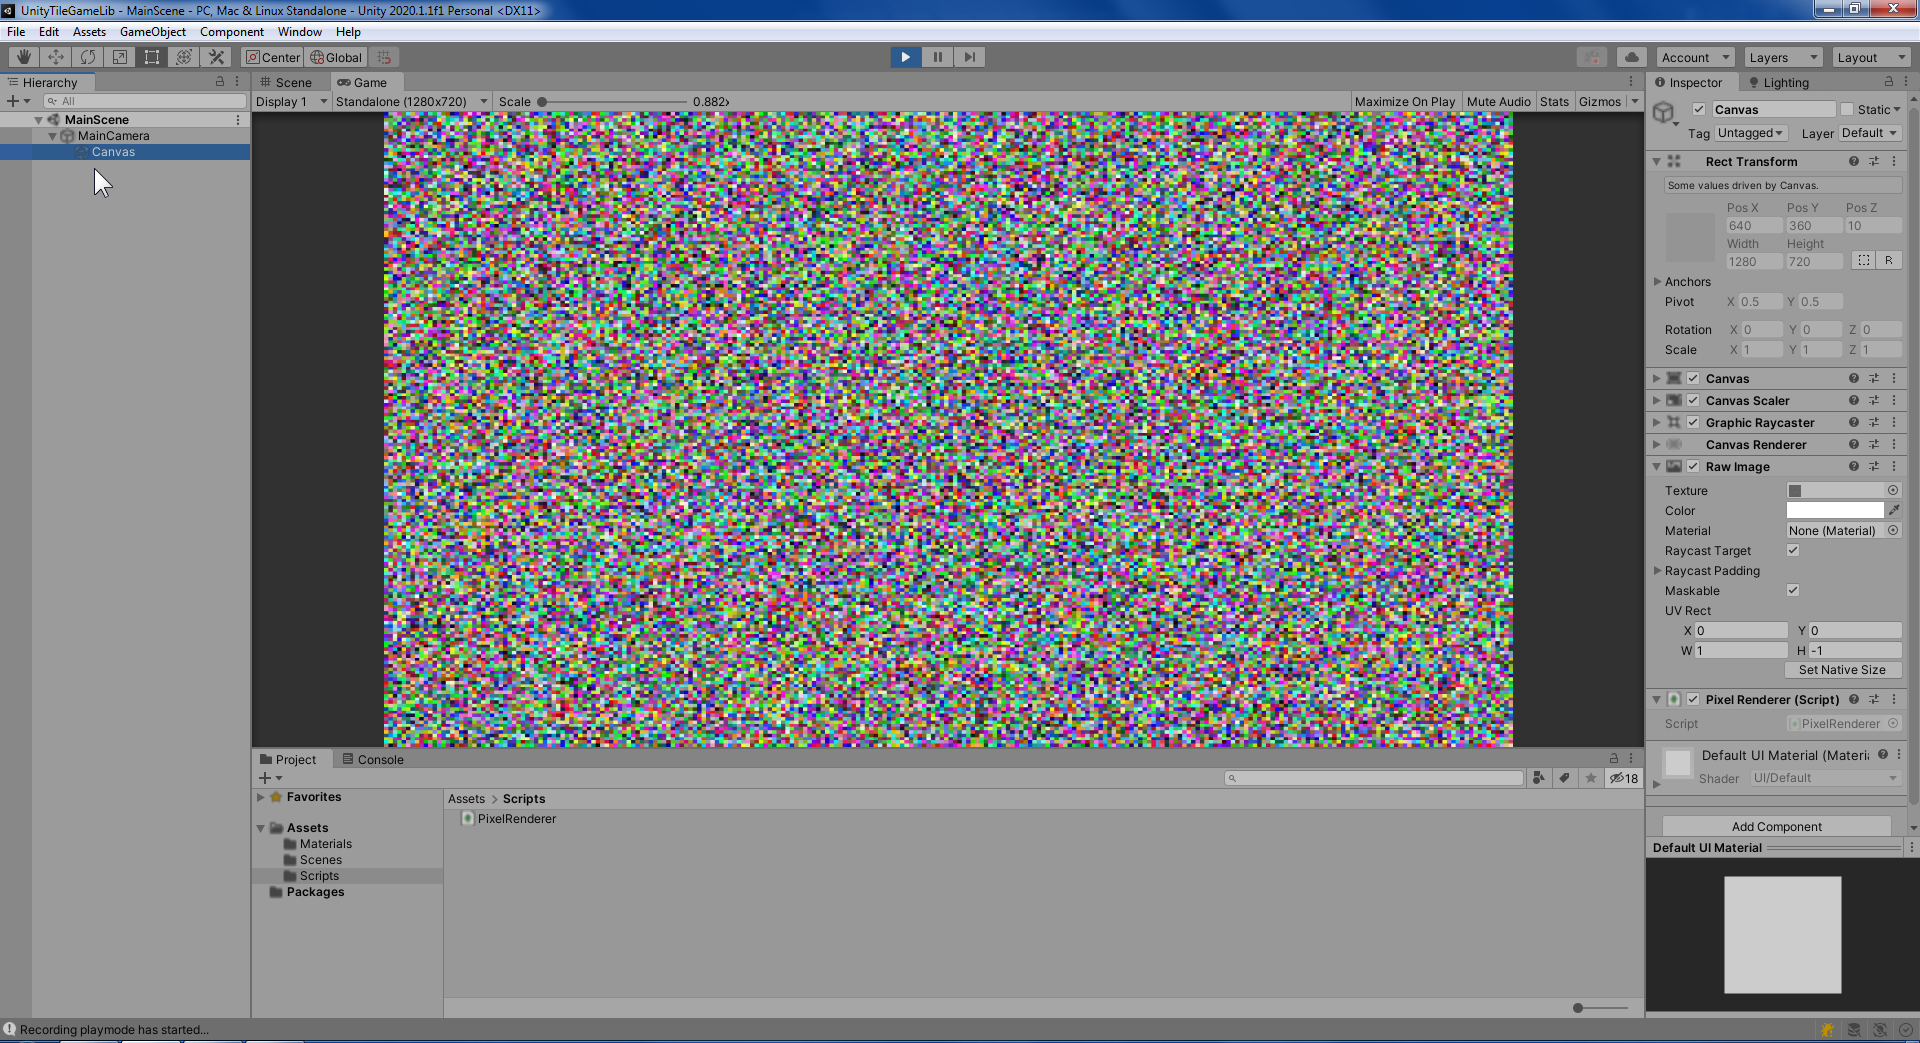 UnityTileGameLib - MainScene - PC, Mac & Linux Standalone - Unity 2020.1.1f1 Personal <DX11>
File Edit Assets GameObject Component Window Help
Center Global Account Layers Layout
Hierarchy
All
MainScene
MainCamera
Canvas
Scene Game
Display 1 Standalone (1280x720) Scale 0.882x Maximize On Play Mute Audio Stats Gizmos
Inspector Lighting
Canvas Static
Tag Untagged Layer Default
Rect Transform
Some values driven by Canvas.
Pos X Pos Y Pos Z
640 360 10
Width Height
1280 720 R
Anchors
Pivot X 0.5 Y 0.5
Rotation X 0 Y 0 Z 0
Scale X 1 Y 1 Z 1
Canvas
Canvas Scaler
Graphic Raycaster
Canvas Renderer
Raw Image
Texture
Color
Material None (Material)
Raycast Target
Raycast Padding
Maskable
UV Rect
X 0 Y 0
W 1 H -1
Set Native Size
Pixel Renderer (Script)
Script PixelRenderer
Default UI Material (Materi
Shader UI/Default
Add Component
Default UI Material
Project Console
18
Favorites
Assets
Materials
Scenes
Scripts
Packages
Assets > Scripts
PixelRenderer
Recording playmode has started...